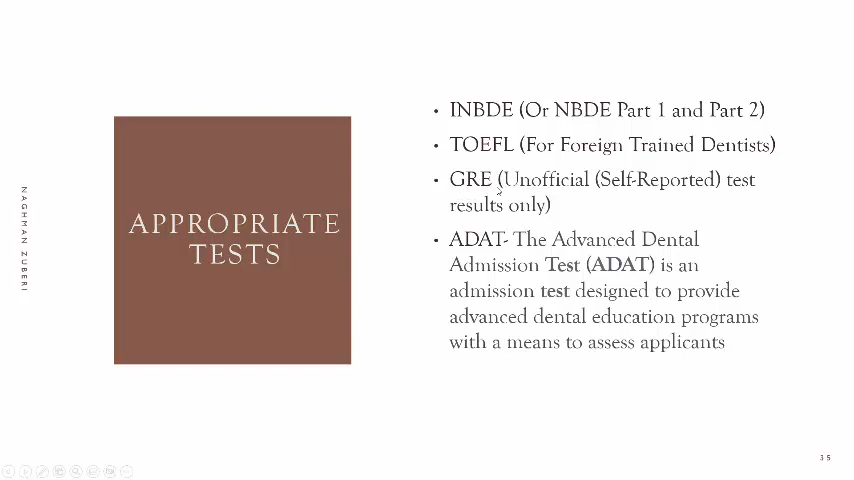 NAGHMAN ZUBERI
APPROPRIATE
TESTS
• INBDE (Or NBDE Part 1 and Part 2)
• TOEFL (For Foreign Trained Dentists)
• GRE (Unofficial (Self-Reported) test
results only)
• ADAT- The Advanced Dental
Admission Test (ADAT) is an
admission test designed to provide
advanced dental education programs
with a means to assess applicants
35